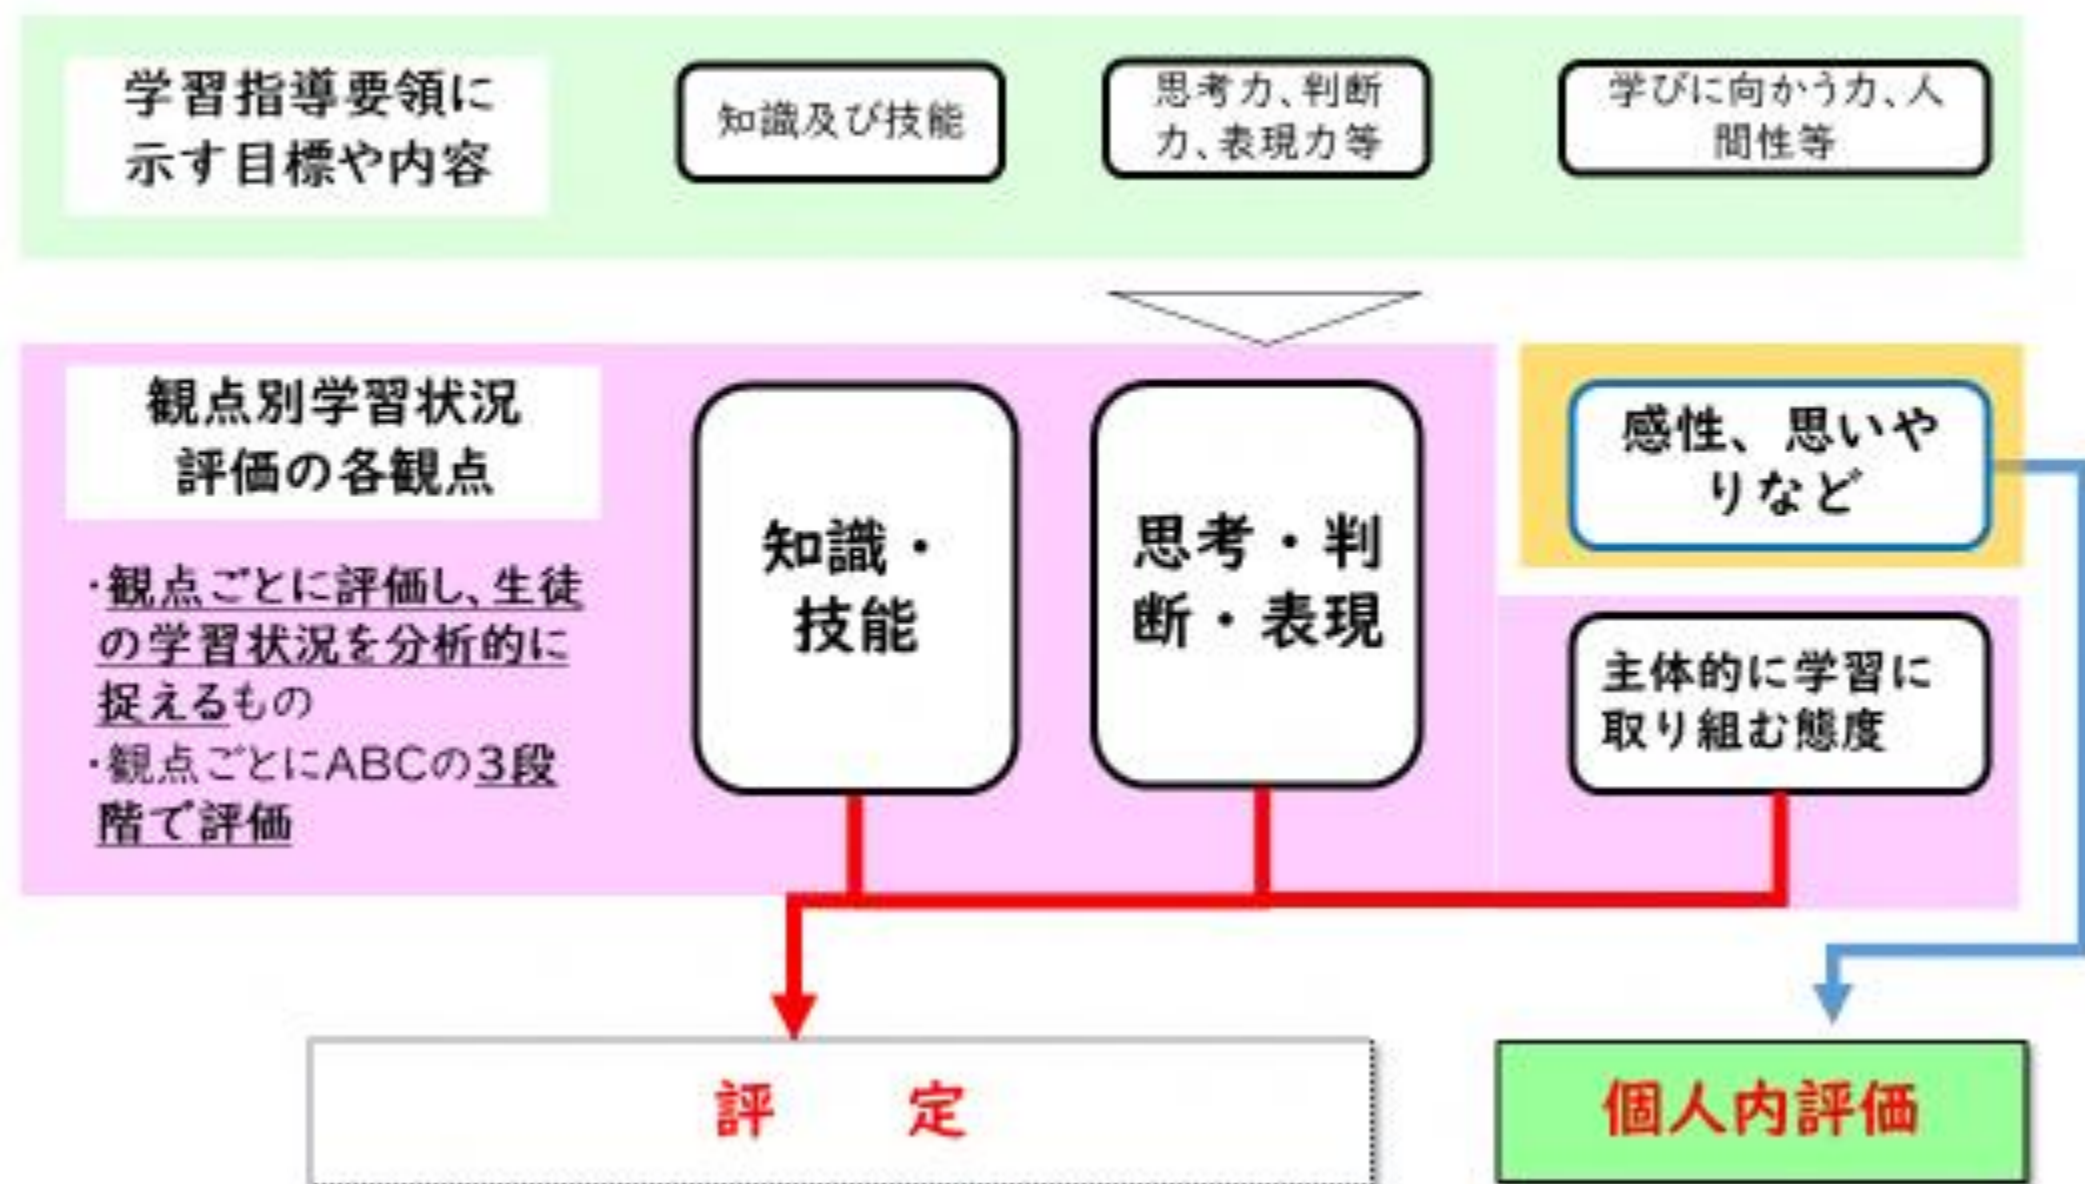 学習指導要領に
示す目標や内容
知識及び技能
思考力、判断
力、表現力等
学びに向かう力、人
間性等
観点別学習状況
評価の各観点
・観点ごとに評価し、生徒
の学習状況を分析的に
捉えるもの
・観点ごとにABCの3段
階で評価
知識・
技能
思考・判
断・表現
感性、思いや
りなど
主体的に学習に
取り組む態度
評 定
個人内評価